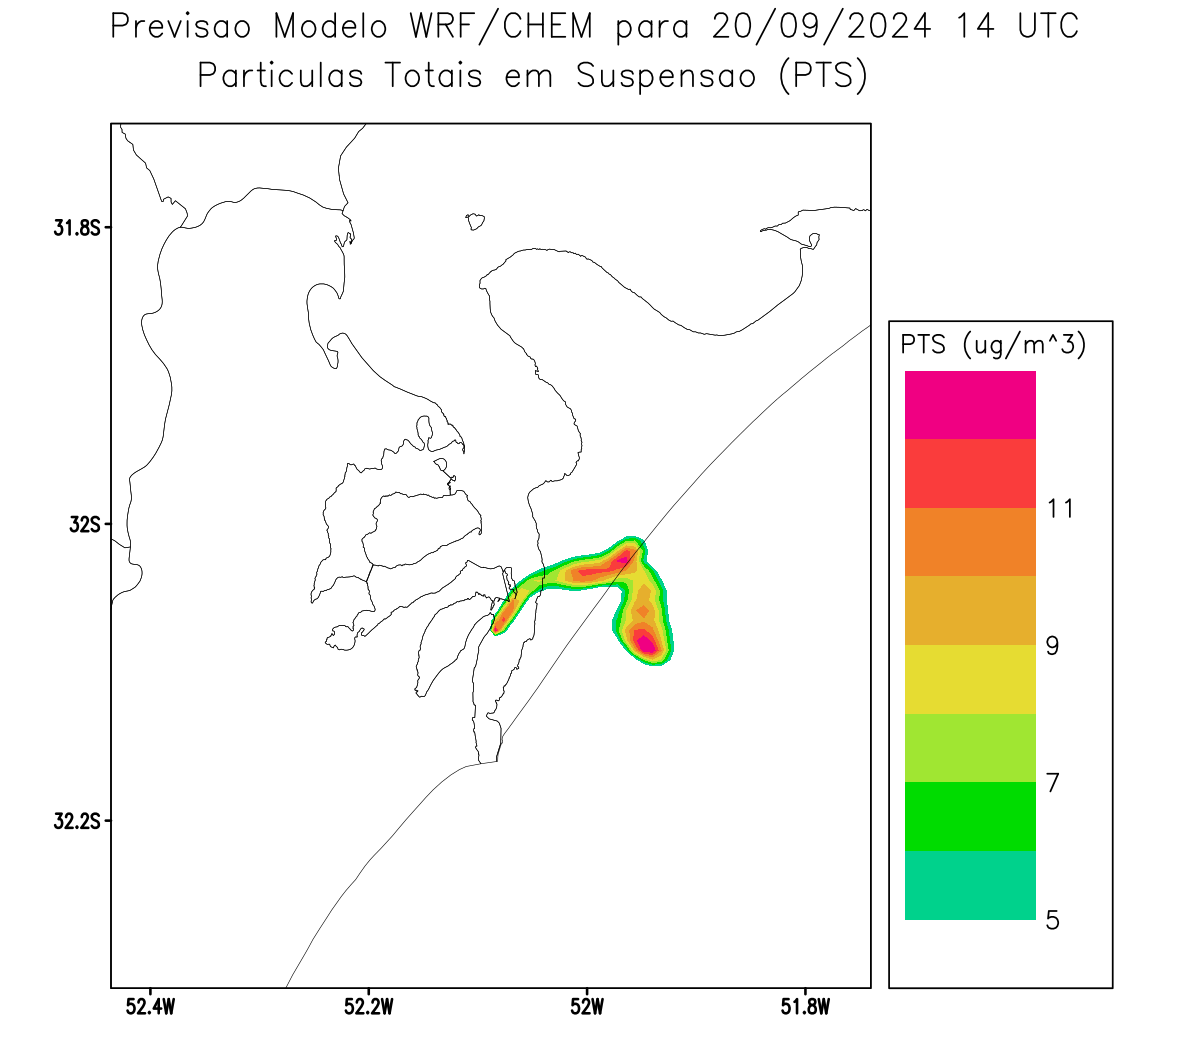 Previsao Modelo WRF/CHEM para 20/09/2024 14 UTC
Particulas Totais em Suspensao (PTS)
31.8S
32S
32.2S
52.4W
52.2W
52W
51.8W
PTS (ug/m^3)
11
9
7
5